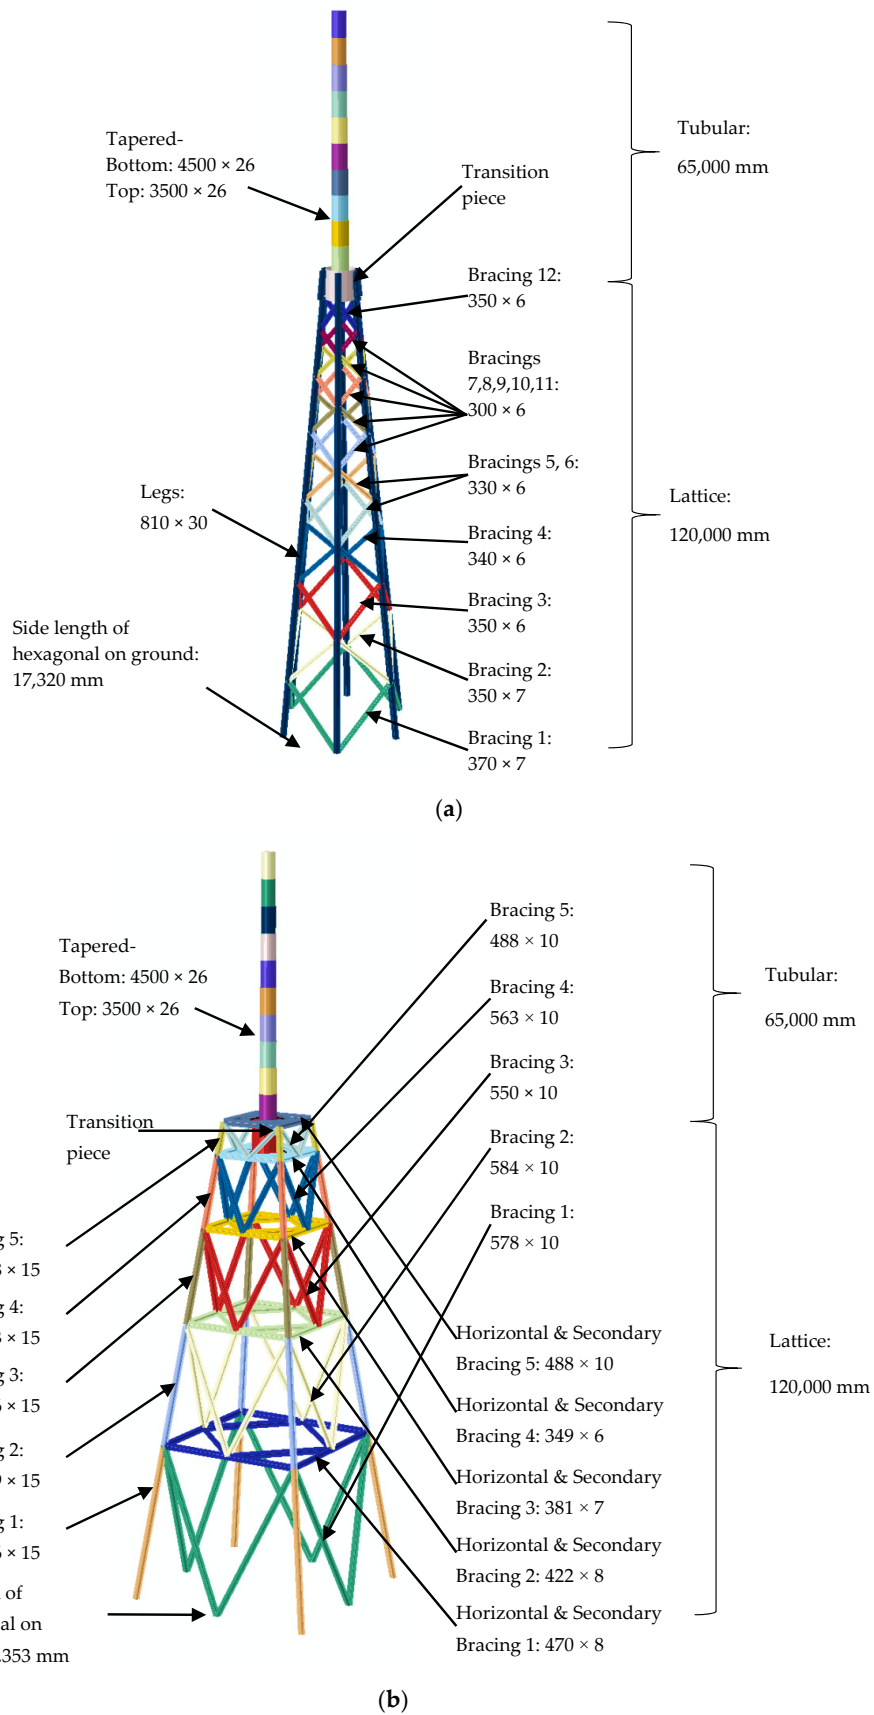 Tapered-
Bottom: 4500 × 26
Top: 3500 × 26
Tubular:
65,000 mm
Transition
piece
Bracing 12:
350 × 6
Bracings
7,8,9,10,11:
300 × 6
Bracings 5, 6:
330 × 6
Legs:
810 × 30
Lattice:
120,000 mm
Bracing 4:
340 × 6
Bracing 3:
350 × 6
Side length of
hexagonal on ground:
17,320 mm
Bracing 2:
350 × 7
Bracing 1:
370 × 7
(a)
Bracing 5:
488 × 10
Tapered-
Bottom: 4500 × 26
Top: 3500 × 26
Bracing 4:
563 × 10
Tubular:
65,000 mm
Bracing 3:
550 × 10
Transition
piece
Bracing 2:
584 × 10
Bracing 1:
578 × 10
5:
× 15
4:
× 15
3:
× 15
2:
× 15
1:
× 15
of
on
353 mm
Horizontal & Secondary
Bracing 5: 488 × 10
Horizontal & Secondary
Bracing 4: 349 × 6
Horizontal & Secondary
Bracing 3: 381 × 7
Horizontal & Secondary
Bracing 2: 422 × 8
Horizontal & Secondary
Bracing 1: 470 × 8
Lattice:
120,000 mm
(b)